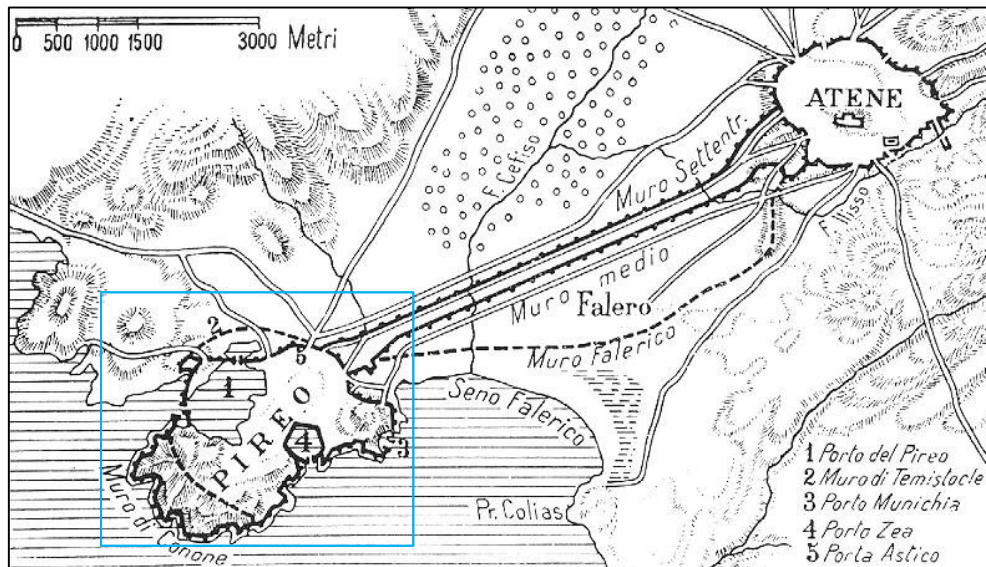 0 500 1000 1500 3000 Metri
ATENE
Muro Settentr.
F. Cefiso
F. Ilisso
Muro medio
Falero
Muro Falerico
Seno Falerico
2
5
1
PIREO
4
3
Muro di Conone
Pr. Colias
1 Porto del Pireo
2 Muro di Temistocle
3 Porto Munichia
4 Porto Zea
5 Porta Astico